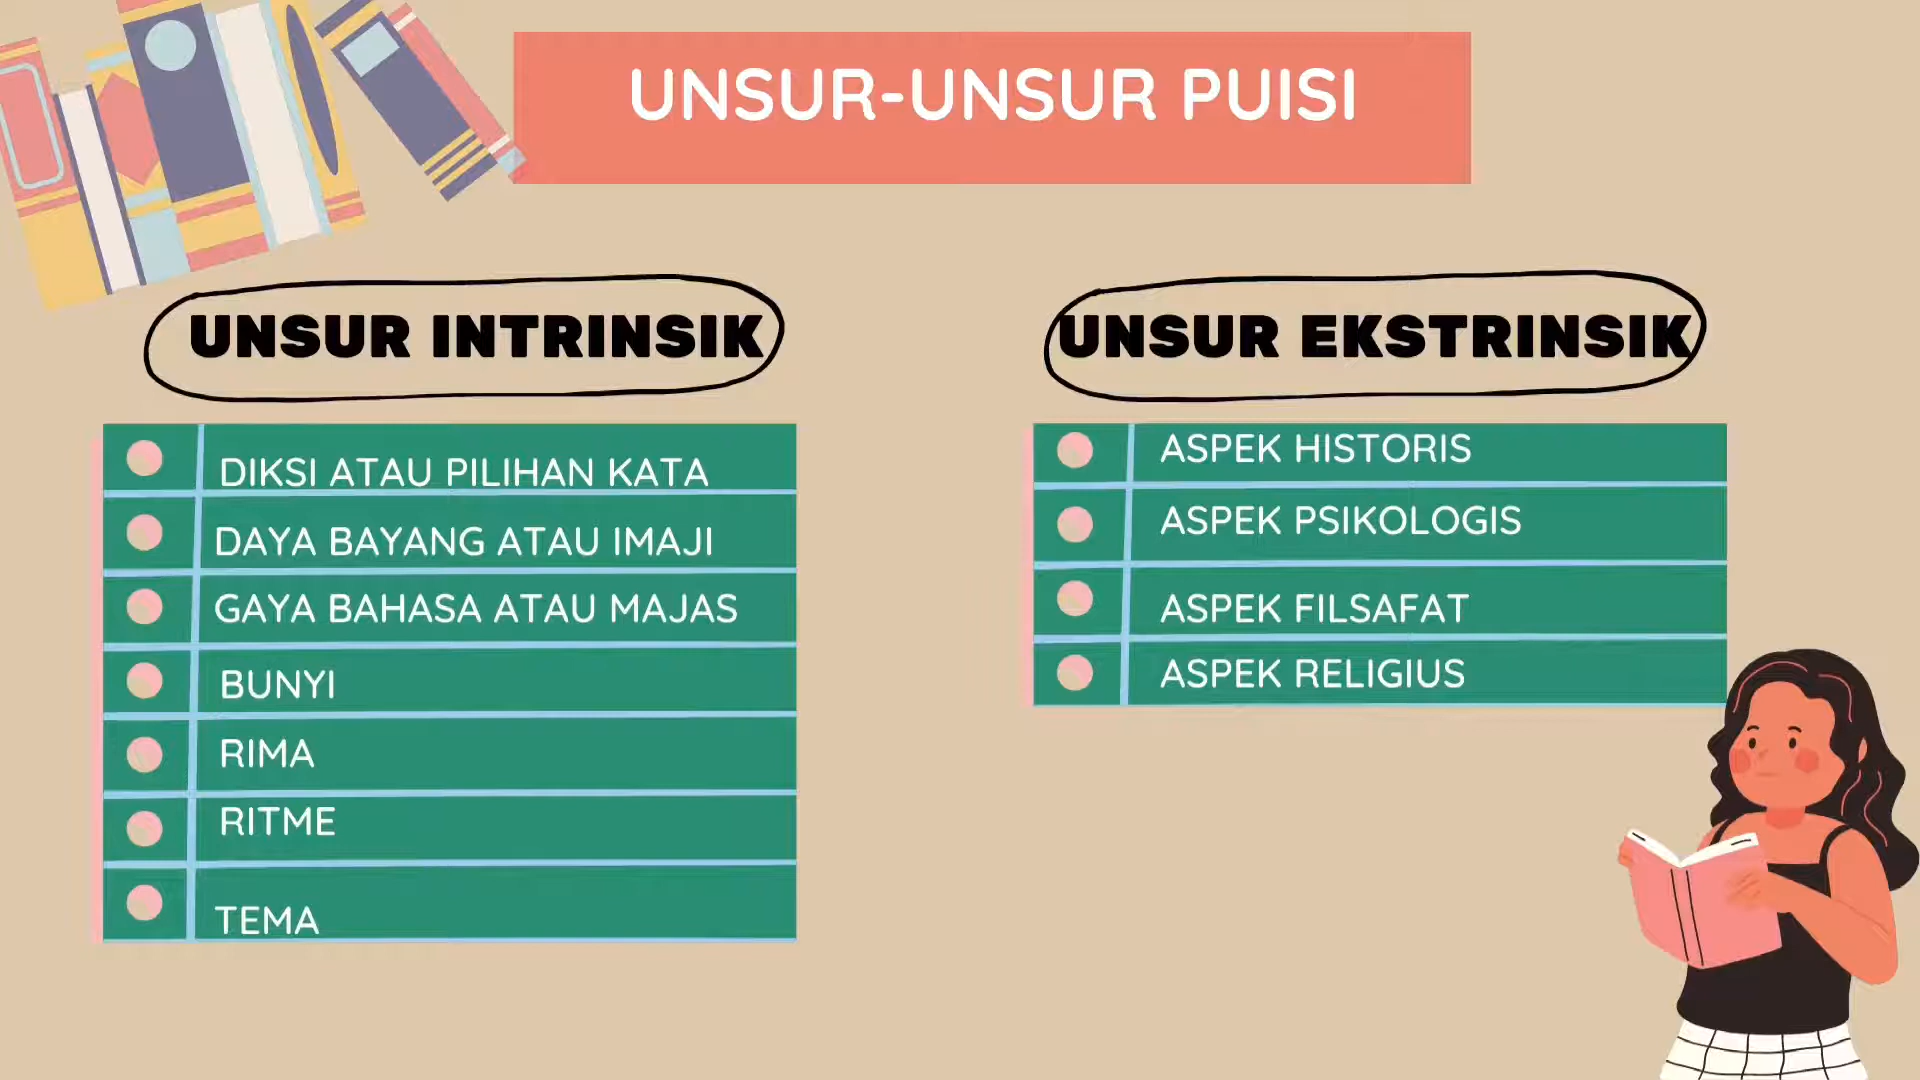 UNSUR-UNSUR PUISI
UNSUR INTRINSIK
DIKSI ATAU PILIHAN KATA
DAYA BAYANG ATAU IMAJI
GAYA BAHASA ATAU MAJAS
BUNYI
RIMA
RITME
TEMA
UNSUR EKSTRINSIK
ASPEK HISTORIS
ASPEK PSIKOLOGIS
ASPEK FILSAFAT
ASPEK RELIGIUS